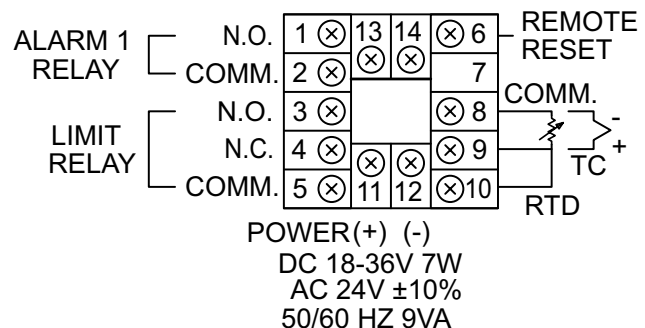 ALARM 1
RELAY
N.O.
COMM.
LIMIT
RELAY
N.O.
N.C.
COMM.
1
2
3
4
5
13
14
11
12
6
7
8
9
10
REMOTE
RESET
COMM.
-
+
TC
RTD
POWER (+) (-)
DC 18-36V 7W
AC 24V ±10%
50/60 HZ 9VA